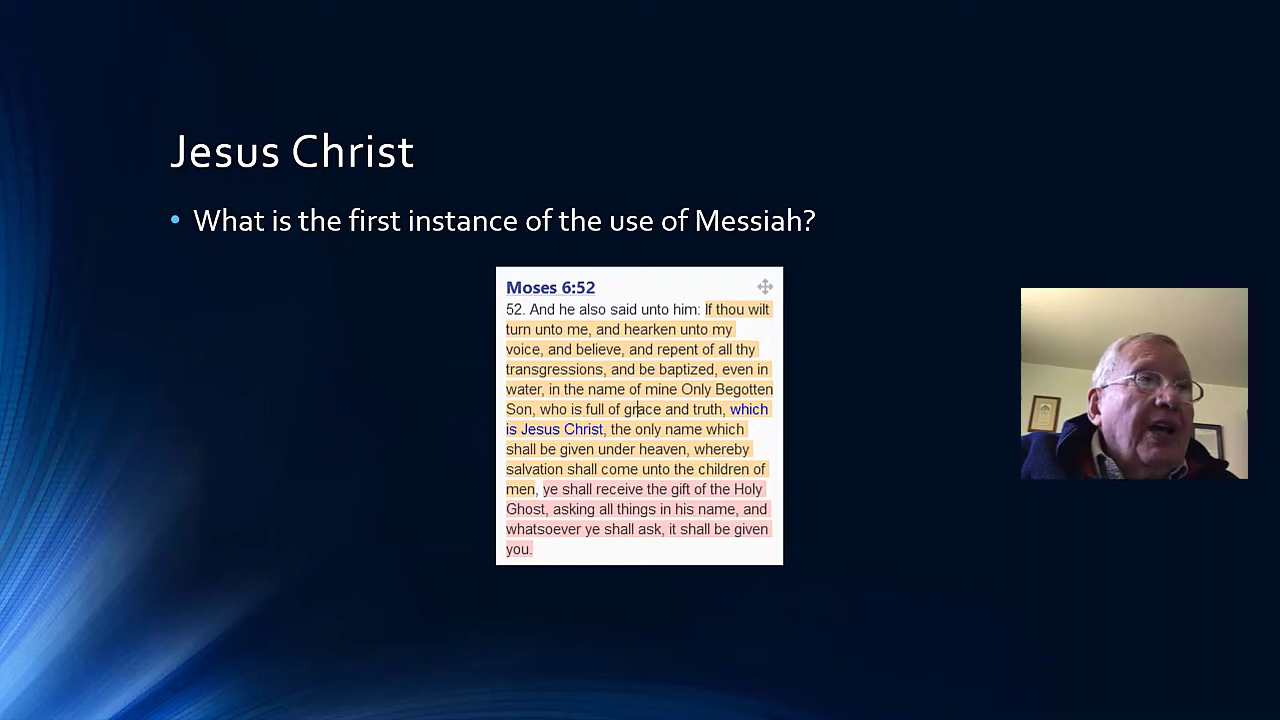 Jesus Christ
• What is the first instance of the use of Messiah?
Moses 6:52
52. And he also said unto him: If thou wilt
turn unto me, and hearken unto my
voice, and believe, and repent of all thy
transgressions, and be baptized, even in
water, in the name of mine Only Begotten
Son, who is full of grace and truth, which
is Jesus Christ, the only name which
shall be given under heaven, whereby
salvation shall come unto the children of
men, ye shall receive the gift of the Holy
Ghost, asking all things in his name, and
whatsoever ye shall ask, it shall be given
you.